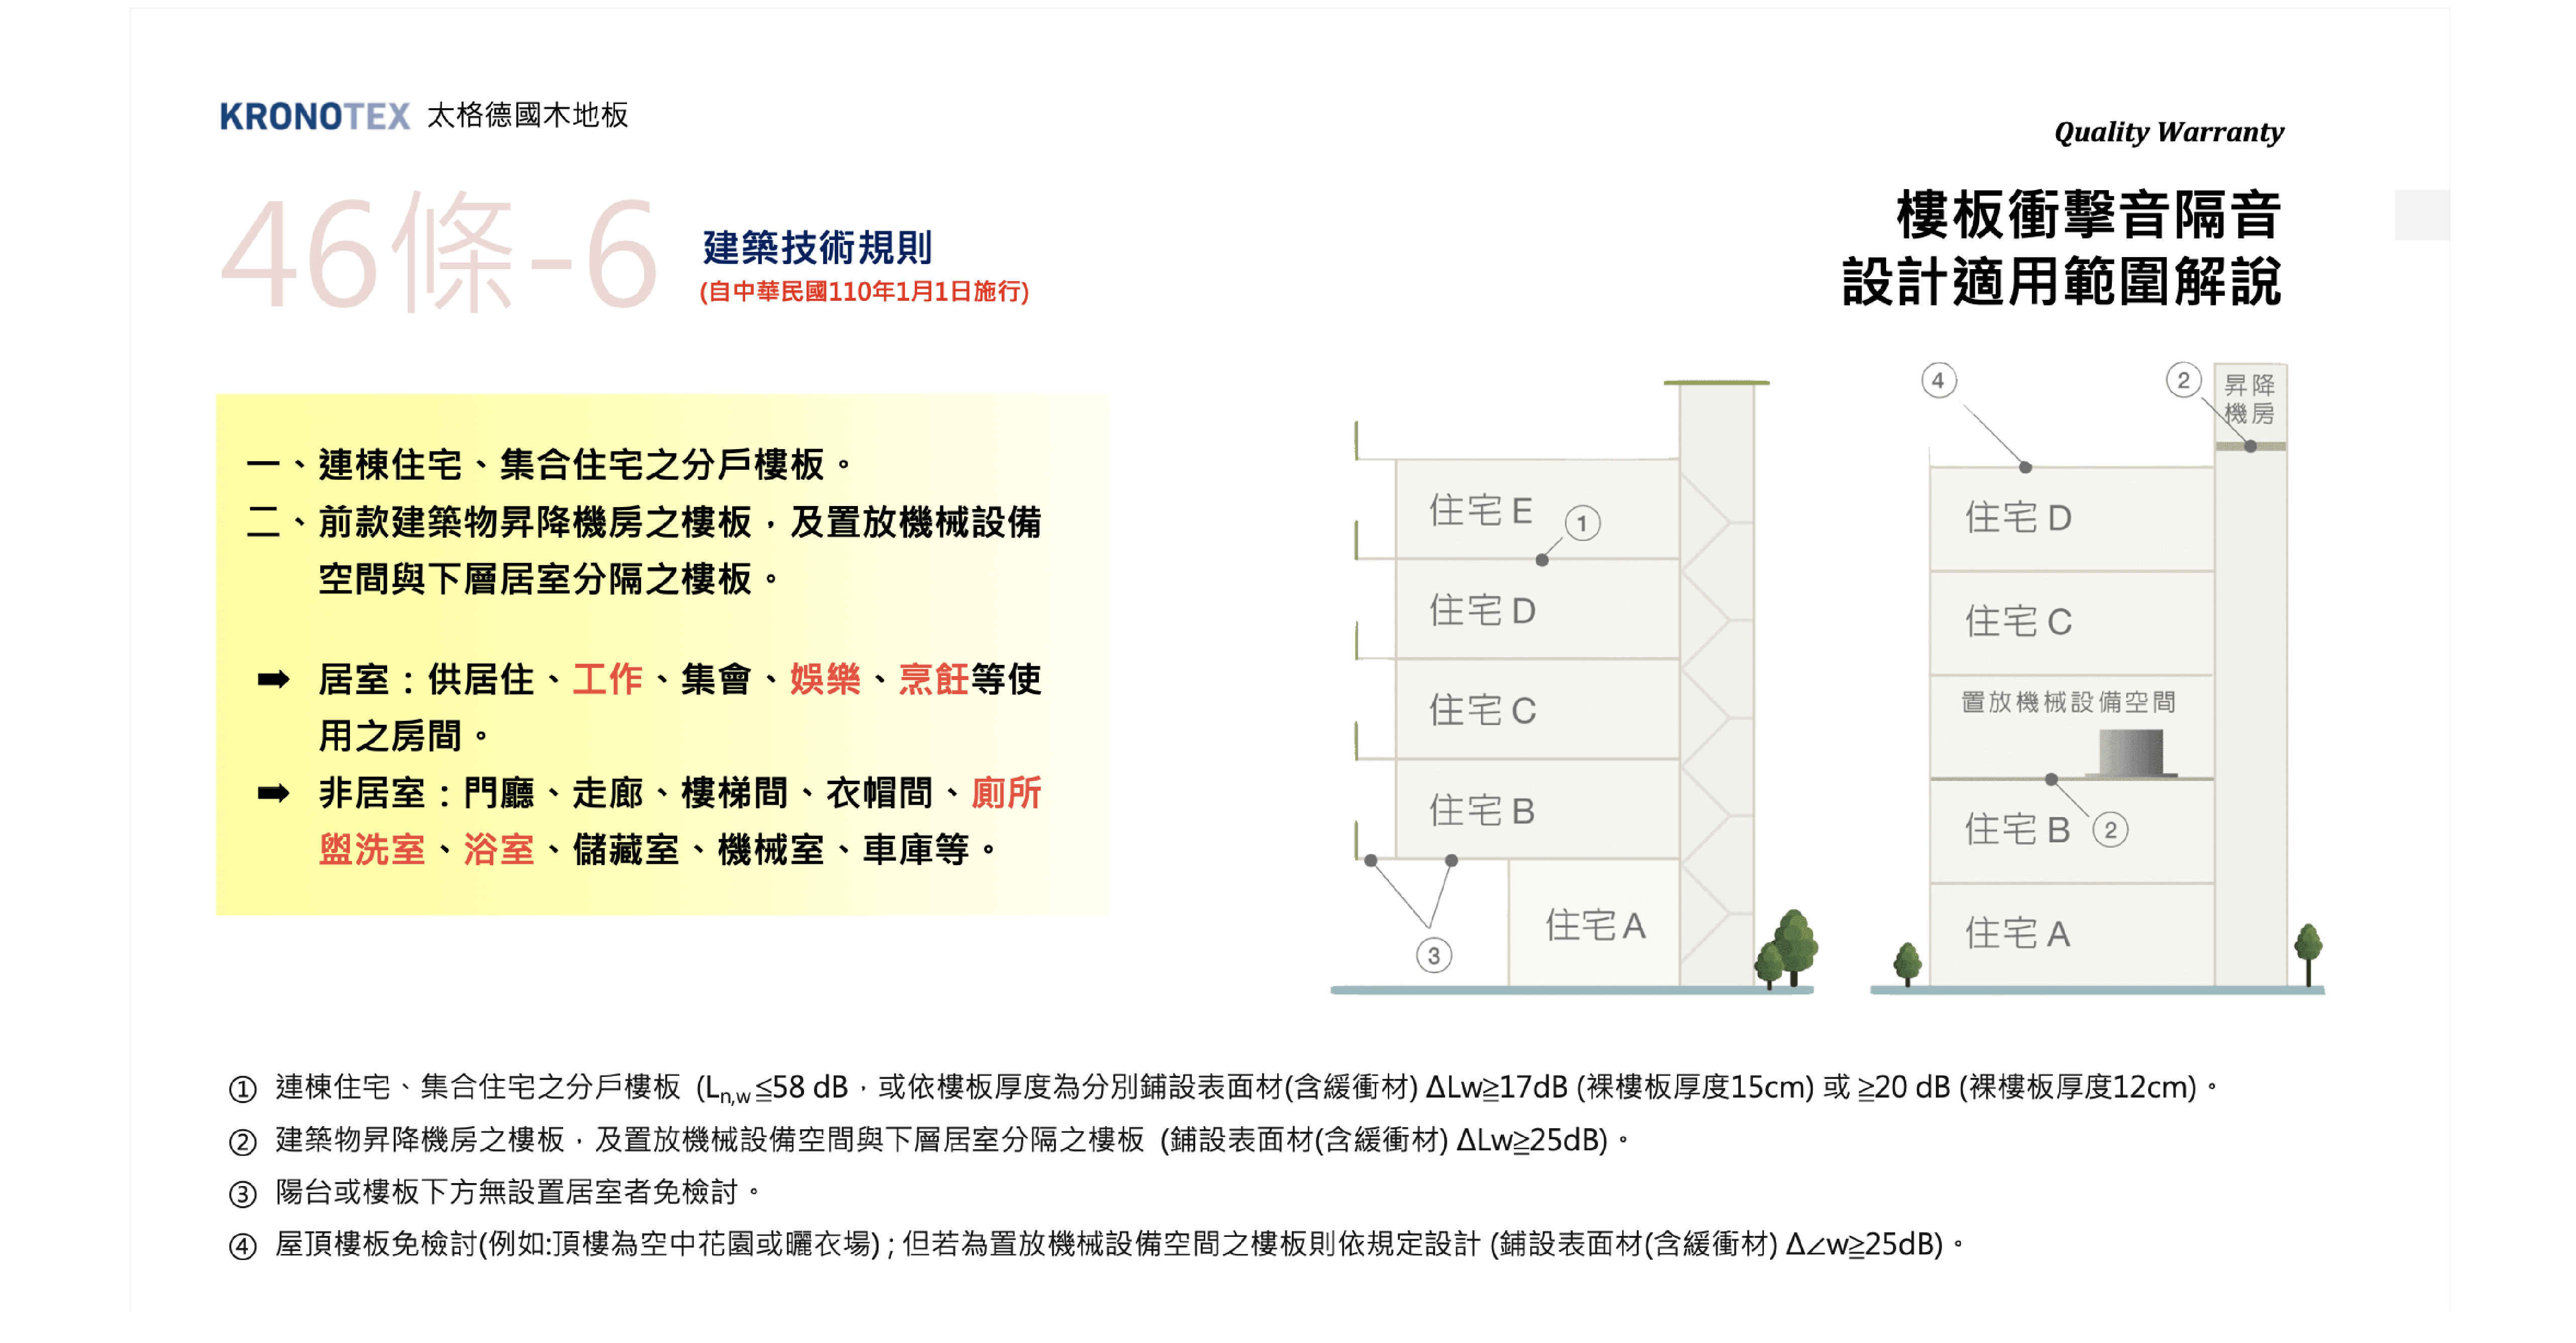 KRONOTEX 太格德國木地板
Quality Warranty
46條-6
建築技術規則
(自中華民國110年1月1日施行)
樓板衝擊音隔音
設計適用範圍解說
一、連棟住宅、集合住宅之分戶樓板。
二、前款建築物昇降機房之樓板，及置放機械設備
空間與下層居室分隔之樓板。
➡ 居室：供居住、工作、集會、娛樂、烹飪等使
用之房間。
➡ 非居室：門廳、走廊、樓梯間、衣帽間、廁所
盥洗室、浴室、儲藏室、機械室、車庫等。
住宅 E
①
住宅 D
住宅 C
住宅 B
住宅 A
③
④
②
昇降
機房
住宅 D
住宅 C
置放機械設備空間
住宅 B
②
住宅 A
① 連棟住宅、集合住宅之分戶樓板 (Ln,w≦58 dB，或依樓板厚度為分別鋪設表面材(含緩衝材) ΔLw≧17dB (裸樓板厚度15cm) 或 ≧20 dB (裸樓板厚度12cm)。
② 建築物昇降機房之樓板，及置放機械設備空間與下層居室分隔之樓板 (鋪設表面材(含緩衝材) ΔLw≧25dB)。
③ 陽台或樓板下方無設置居室者免檢討。
④ 屋頂樓板免檢討(例如:頂樓為空中花園或曬衣場) ; 但若為置放機械設備空間之樓板則依規定設計 (鋪設表面材(含緩衝材) Δ∠w≧25dB)。